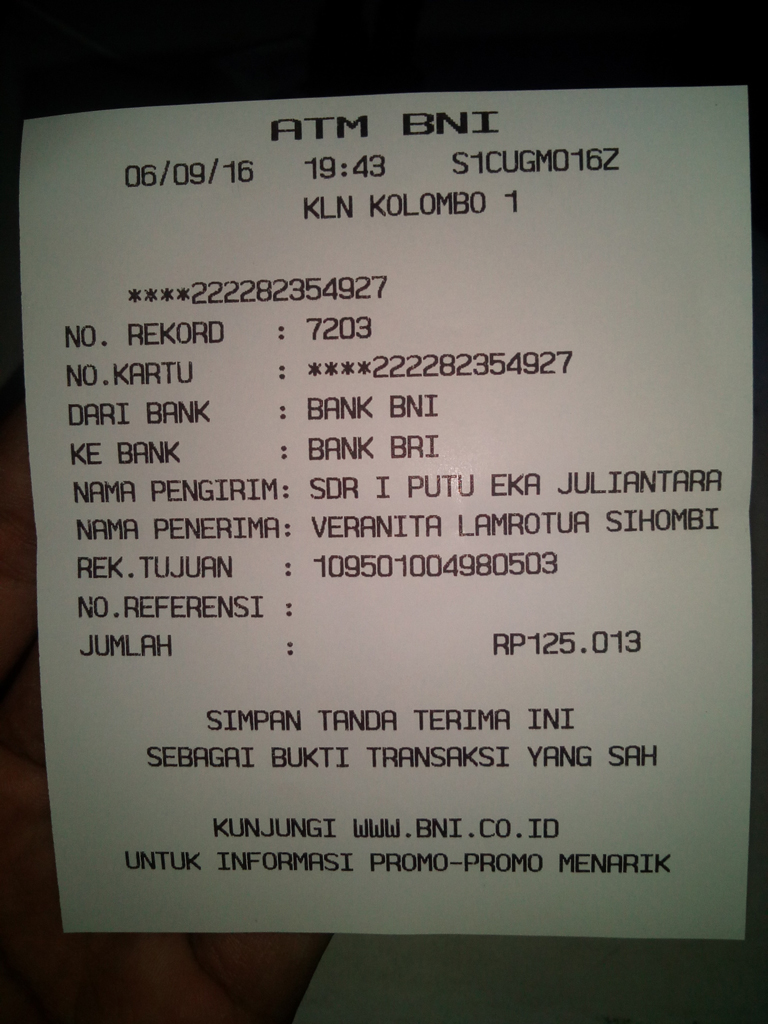 ATM BNI
06/09/16 19:43 S1CUGM016Z
KLN KOLOMBO 1
****222282354927
NO. REKORD : 7203
NO.KARTU : ****222282354927
DARI BANK : BANK BNI
KE BANK : BANK BRI
NAMA PENGIRIM: SDR I PUTU EKA JULIANTARA
NAMA PENERIMA: VERANITA LAMROTUA SIHOMBI
REK.TUJUAN : 109501004980503
NO.REFERENSI :
JUMLAH : RP125.013
SIMPAN TANDA TERIMA INI
SEBAGAI BUKTI TRANSAKSI YANG SAH
KUNJUNGI WWW.BNI.CO.ID
UNTUK INFORMASI PROMO-PROMO MENARIK